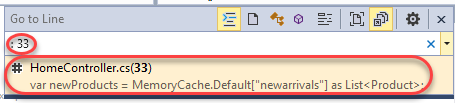 Go to Line
: 33
# HomeController.cs(33)
var newProducts = MemoryCache.Default["newarrivals"] as List<Product>;